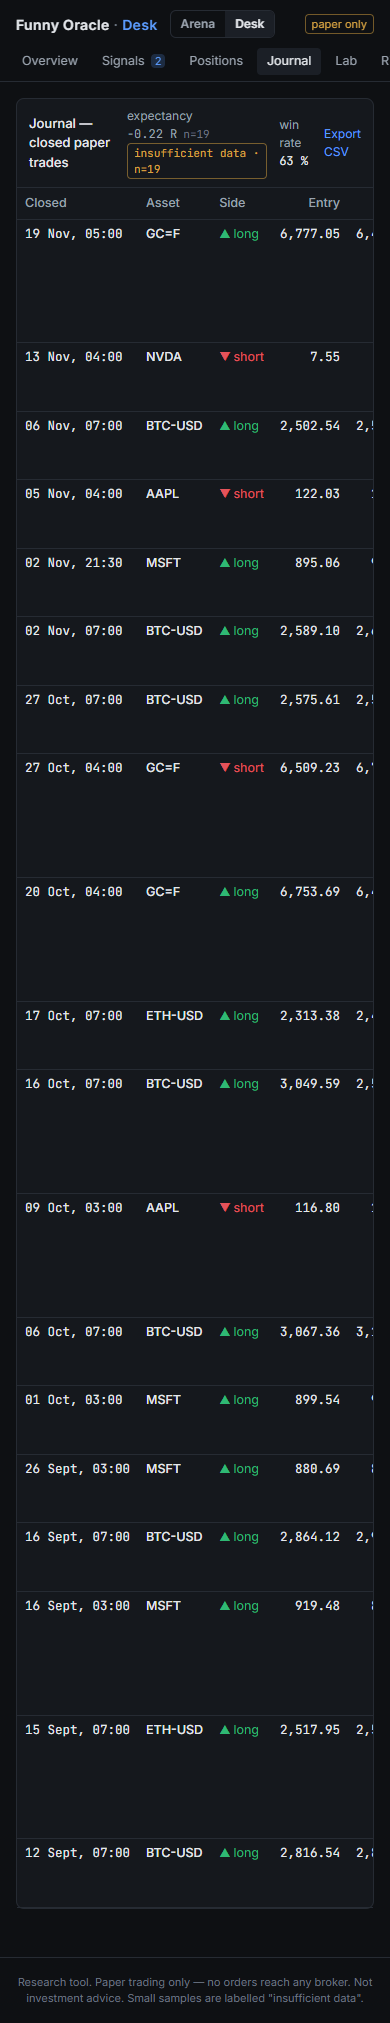 Funny Oracle · Desk Arena Desk paper only
Overview Signals 2 Positions Journal Lab R
Journal — closed paper trades
expectancy
-0.22 R n=19
insufficient data · n=19
win rate
63 %
Export CSV
Closed Asset Side Entry
19 Nov, 05:00 GC=F ▲ long 6,777.05
13 Nov, 04:00 NVDA ▼ short 7.55
06 Nov, 07:00 BTC-USD ▲ long 2,502.54
05 Nov, 04:00 AAPL ▼ short 122.03
02 Nov, 21:30 MSFT ▲ long 895.06
02 Nov, 07:00 BTC-USD ▲ long 2,589.10
27 Oct, 07:00 BTC-USD ▲ long 2,575.61
27 Oct, 04:00 GC=F ▼ short 6,509.23
20 Oct, 04:00 GC=F ▲ long 6,753.69
17 Oct, 07:00 ETH-USD ▲ long 2,313.38
16 Oct, 07:00 BTC-USD ▲ long 3,049.59
09 Oct, 03:00 AAPL ▼ short 116.80
06 Oct, 07:00 BTC-USD ▲ long 3,067.36
01 Oct, 03:00 MSFT ▲ long 899.54
26 Sept, 03:00 MSFT ▲ long 880.69
16 Sept, 07:00 BTC-USD ▲ long 2,864.12
16 Sept, 03:00 MSFT ▲ long 919.48
15 Sept, 07:00 ETH-USD ▲ long 2,517.95
12 Sept, 07:00 BTC-USD ▲ long 2,816.54
Research tool. Paper trading only — no orders reach any broker. Not
investment advice. Small samples are labelled "insufficient data".